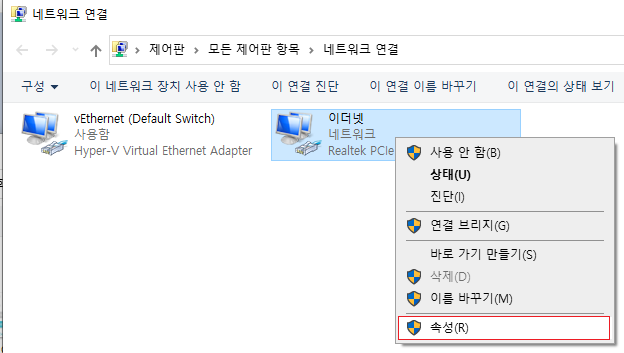 네트워크 연결
제어판 > 모든 제어판 항목 > 네트워크 연결
구성 이 네트워크 장치 사용 안 함 이 연결 진단 이 연결 이름 바꾸기 이 연결의 상태 보기
vEthernet (Default Switch)
사용함
Hyper-V Virtual Ethernet Adapter
이더넷
네트워크
Realtek PCIe
사용 안 함(B)
상태(U)
진단(I)
연결 브리지(G)
바로 가기 만들기(S)
삭제(D)
이름 바꾸기(M)
속성(R)